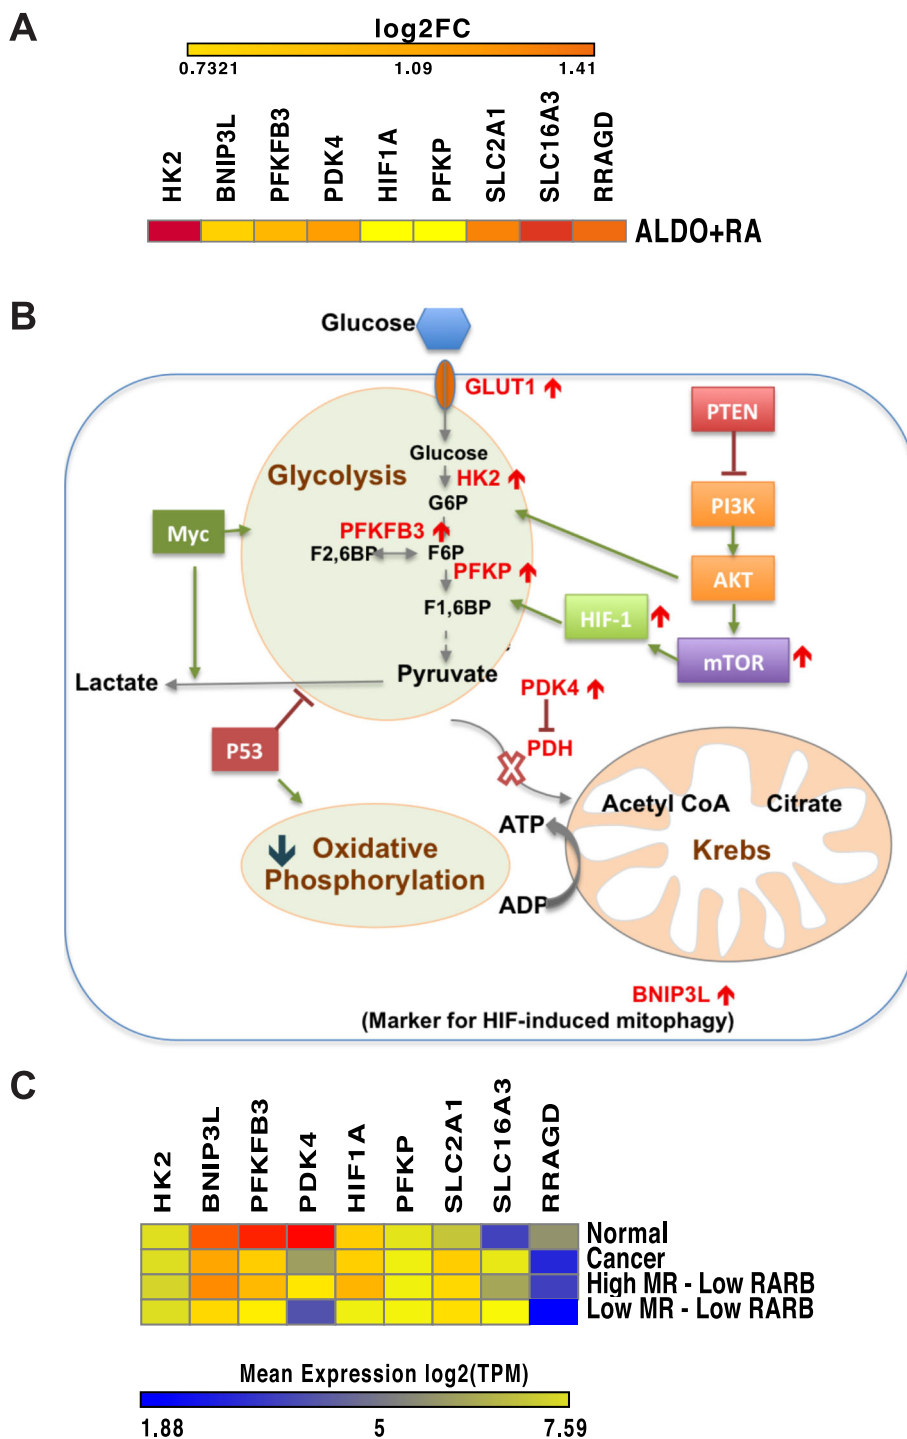 A
log2FC
0.7321 1.09 1.41
HK2 BNIP3L PFKFB3 PDK4 HIF1A PFKP SLC2A1 SLC16A3 RRAGD
ALDO+RA
B
Glucose
GLUT1
PTEN
Glucose
Glycolysis
HK2
G6P
PI3K
Myc
PFKFB3
F2,6BP
F6P
PFKP
AKT
F1,6BP
HIF-1
mTOR
Lactate
Pyruvate
PDK4
P53
PDH
Acetyl CoA
Citrate
ATP
Krebs
Oxidative
Phosphorylation
ADP
BNIP3L
(Marker for HIF-induced mitophagy)
C
HK2 BNIP3L PFKFB3 PDK4 HIF1A PFKP SLC2A1 SLC16A3 RRAGD
Normal
Cancer
High MR - Low RARB
Low MR - Low RARB
Mean Expression log2(TPM)
1.88 5 7.59